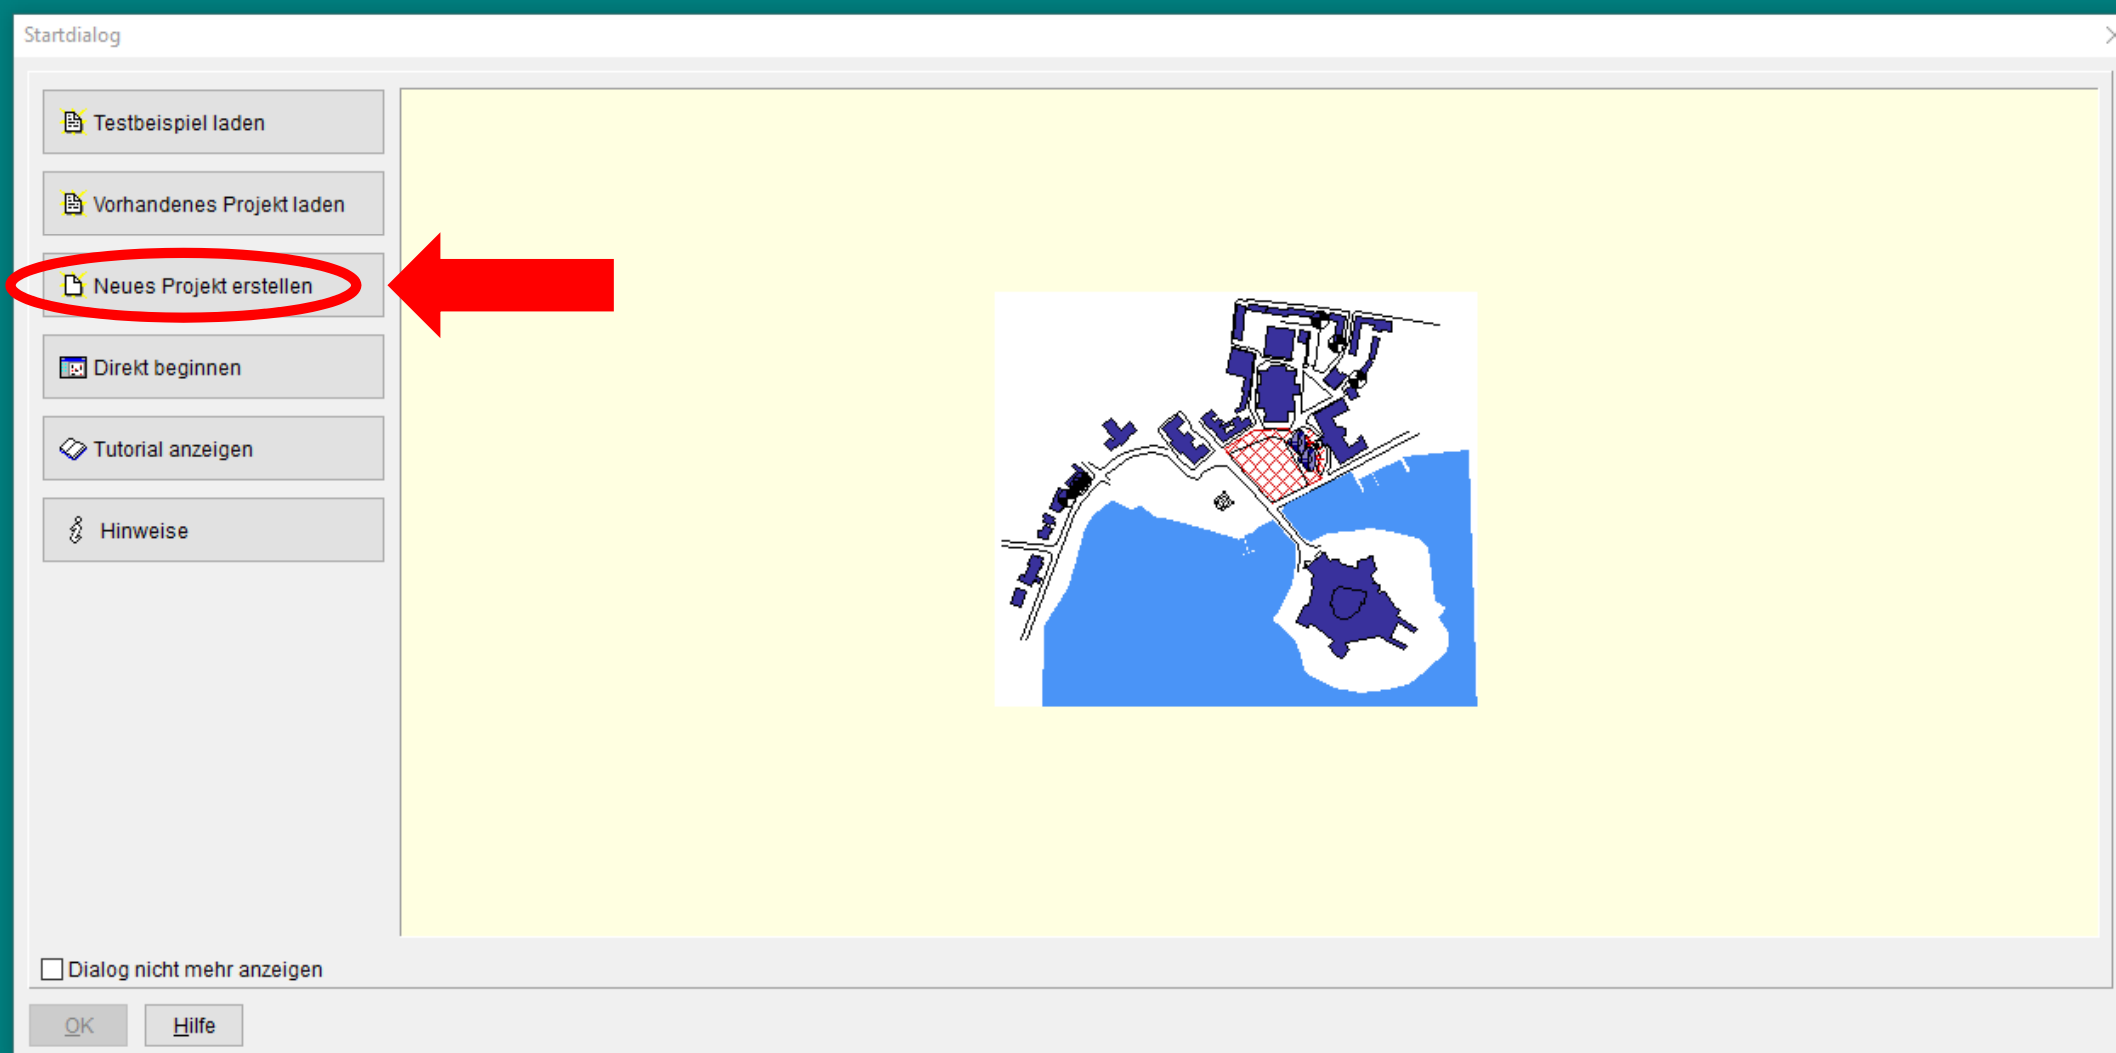 Startdialog
Testbeispiel laden
Vorhandenes Projekt laden
Neues Projekt erstellen
Direkt beginnen
Tutorial anzeigen
Hinweise
Dialog nicht mehr anzeigen
OK
Hilfe